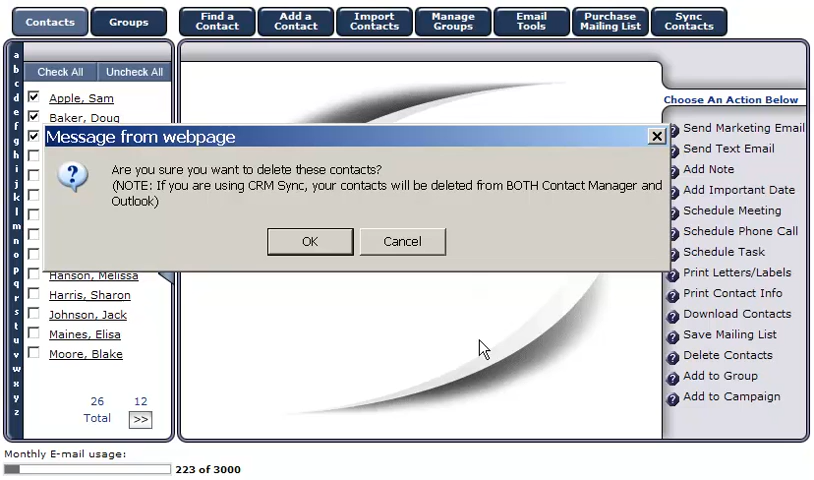 Contacts
Groups
Find a Contact
Add a Contact
Import Contacts
Manage Groups
Email Tools
Purchase Mailing List
Sync Contacts
a
b
c
d
e
f
g
h
i
j
k
l
m
n
o
p
q
r
s
t
u
v
w
x
y
z
Check All
Uncheck All
Apple, Sam
Baker, Doug
Message from webpage
Are you sure you want to delete these contacts?
(NOTE: If you are using CRM Sync, your contacts will be deleted from BOTH Contact Manager and
Outlook)
OK
Cancel
Hanson, Melissa
Harris, Sharon
Johnson, Jack
Maines, Elisa
Moore, Blake
26 12
Total >>
Choose An Action Below
Send Marketing Email
Send Text Email
Add Note
Add Important Date
Schedule Meeting
Schedule Phone Call
Schedule Task
Print Letters/Labels
Print Contact Info
Download Contacts
Save Mailing List
Delete Contacts
Add to Group
Add to Campaign
Monthly E-mail usage:
223 of 3000